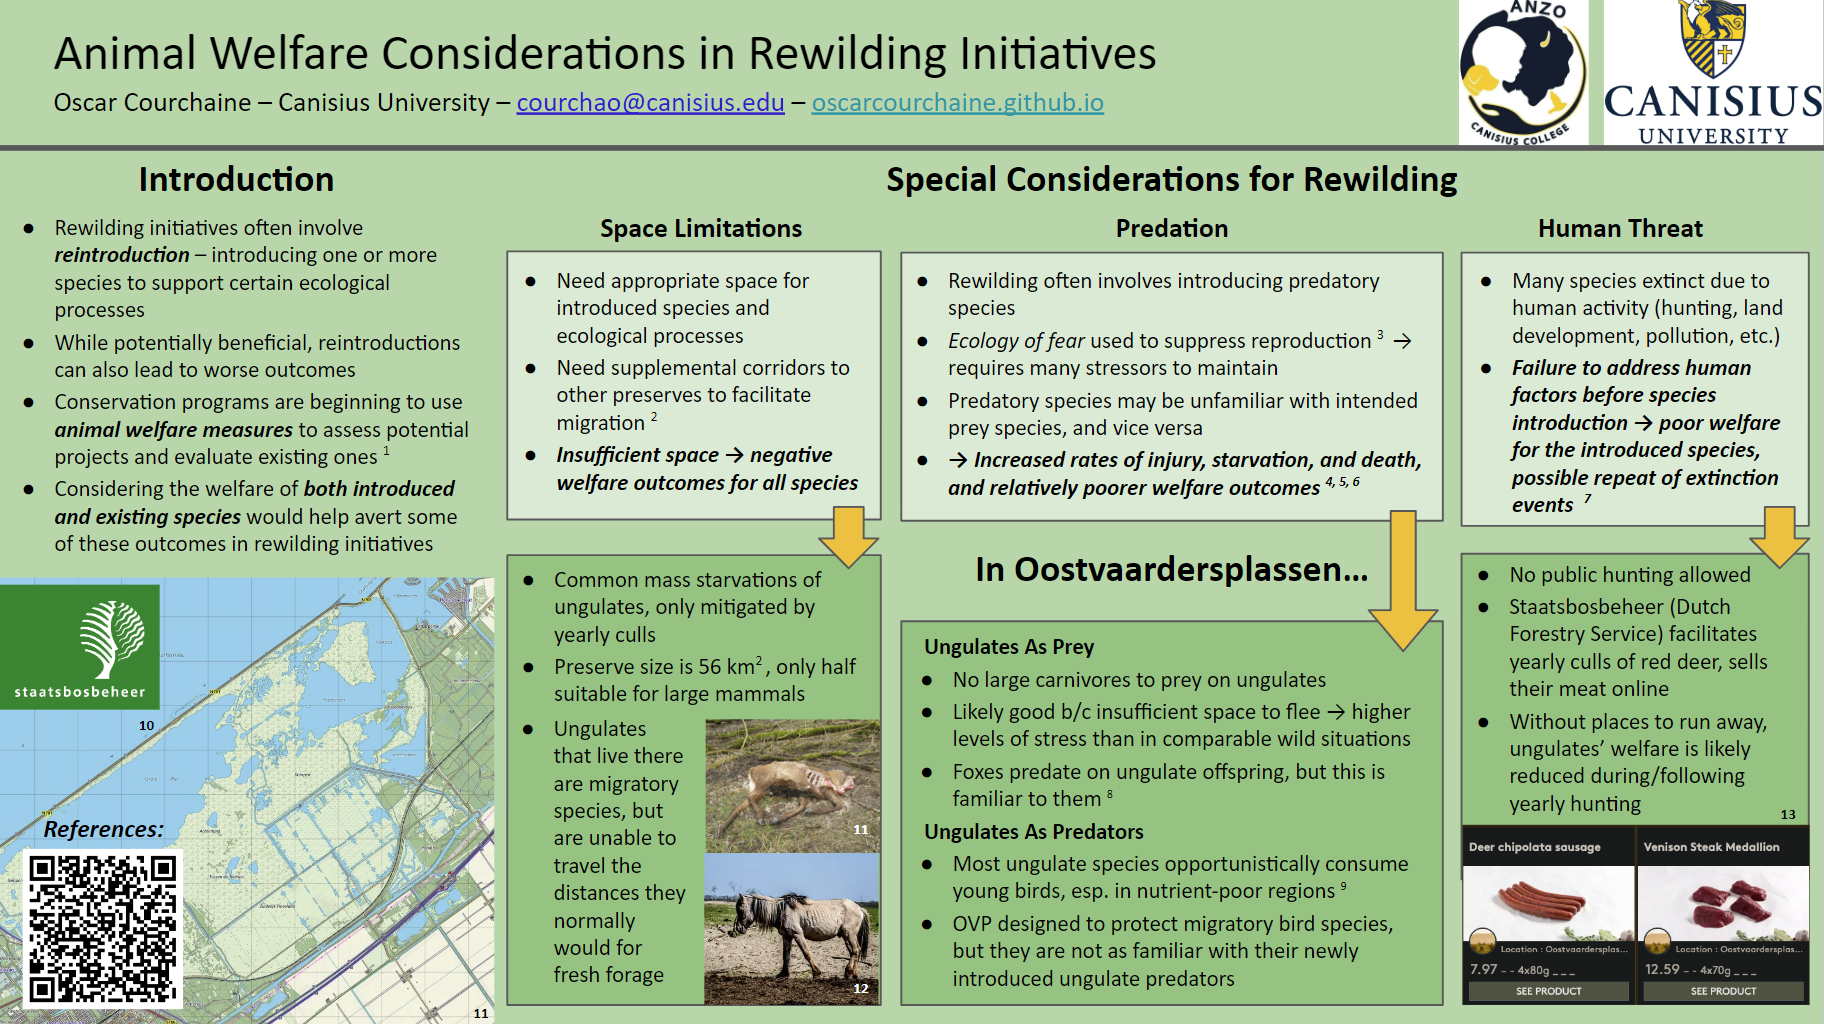 Animal Welfare Considerations in Rewilding Initiatives
Oscar Courchaine – Canisius University – courchao@canisius.edu – oscarcourchaine.github.io
ANZO
CANISIUS COLLEGE
CANISIUS
UNIVERSITY
Introduction
● Rewilding initiatives often involve
reintroduction – introducing one or more
species to support certain ecological
processes
● While potentially beneficial, reintroductions
can also lead to worse outcomes
● Conservation programs are beginning to use
animal welfare measures to assess potential
projects and evaluate existing ones 1
● Considering the welfare of both introduced
and existing species would help avert some
of these outcomes in rewilding initiatives
staatsbosbeheer
10
References:
11
Special Considerations for Rewilding
Space Limitations
● Need appropriate space for
introduced species and
ecological processes
● Need supplemental corridors to
other preserves to facilitate
migration 2
● Insufficient space → negative
welfare outcomes for all species
Predation
● Rewilding often involves introducing predatory
species
● Ecology of fear used to suppress reproduction 3 →
requires many stressors to maintain
● Predatory species may be unfamiliar with intended
prey species, and vice versa
● → Increased rates of injury, starvation, and death,
and relatively poorer welfare outcomes 4, 5, 6
Human Threat
● Many species extinct due to
human activity (hunting, land
development, pollution, etc.)
● Failure to address human
factors before species
introduction → poor welfare
for the introduced species,
possible repeat of extinction
events 7
In Oostvaardersplassen...
● Common mass starvations of
ungulates, only mitigated by
yearly culls
● Preserve size is 56 km2, only half
suitable for large mammals
● Ungulates
that live there
are migratory
species, but
are unable to
travel the
distances they
normally
would for
fresh forage
11
12
Ungulates As Prey
● No large carnivores to prey on ungulates
● Likely good b/c insufficient space to flee → higher
levels of stress than in comparable wild situations
● Foxes predate on ungulate offspring, but this is
familiar to them 8
Ungulates As Predators
● Most ungulate species opportunistically consume
young birds, esp. in nutrient-poor regions 9
● OVP designed to protect migratory bird species,
but they are not as familiar with their newly
introduced ungulate predators
● No public hunting allowed
● Staatsbosbeheer (Dutch
Forestry Service) facilitates
yearly culls of red deer, sells
their meat online
● Without places to run away,
ungulates' welfare is likely
reduced during/following
yearly hunting
13
Deer chipolata sausage
Location : Oostvaardersplas...
7.97 - - 4x80g _ _ _
SEE PRODUCT
Venison Steak Medallion
Location : Oostvaardersplas...
12.59 - - 4x70g _ _ _
SEE PRODUCT